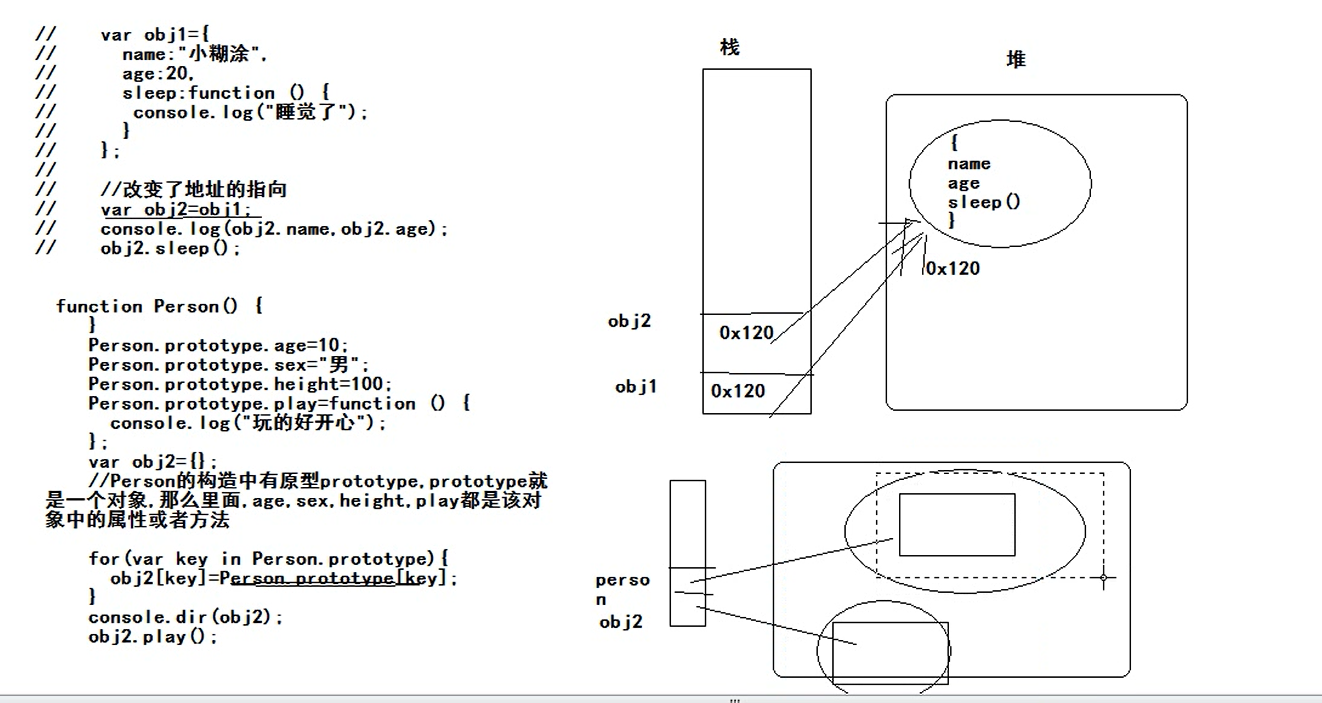 //    var obj1={
//      name:"小糊涂",
//      age:20,
//      sleep:function () {
//       console.log("睡觉了");
//      }
//    };
//
//    //改变了地址的指向
//    var obj2=obj1;
//    console.log(obj2.name,obj2.age);
//    obj2.sleep();
function Person() {
}
Person.prototype.age=10;
Person.prototype.sex="男";
Person.prototype.height=100;
Person.prototype.play=function () {
console.log("玩的好开心");
};
var obj2={};
//Person的构造中有原型prototype,prototype就
是一个对象,那么里面,age,sex,height,play都是该对
象中的属性或者方法
for(var key in Person.prototype){
obj2[key]=Person.prototype[key];
}
console.dir(obj2);
obj2.play();
栈
堆
{
name
age
sleep()
}
0x120
obj2
0x120
obj1
0x120
perso
n
obj2